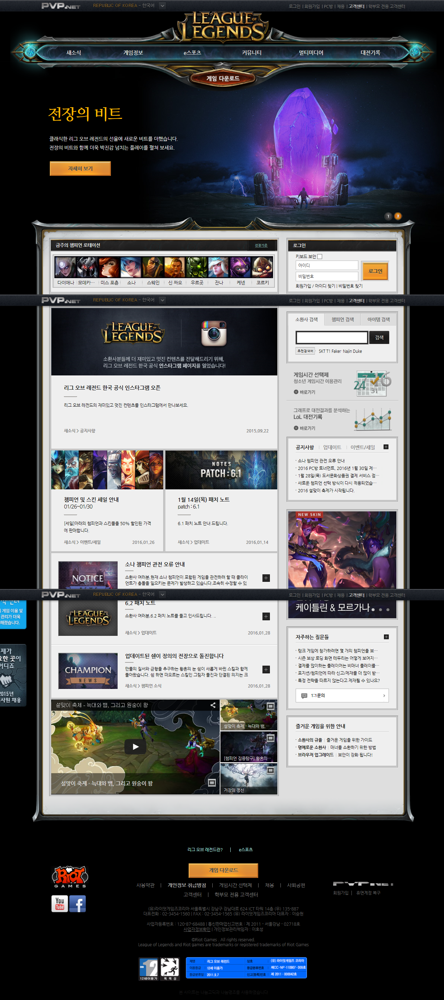 PVP.NET REPUBLIC OF KOREA - 한국어 로그인 | 회원가입 | PC방 | 채용 | 고객센터 | 학부모 전용 고객센터
LEAGUE OF LEGENDS
새소식 게임정보 e스포츠 커뮤니티 멀티미디어 대전기록
게임 다운로드
전장의 비트
클래식한 리그 오브 레전드의 선율에 새로운 비트를 더했습니다.
전장의 비트와 함께 더욱 박진감 넘치는 플레이를 펼쳐 보세요.
자세히 보기
1 2
금주의 챔피언 로테이션 선정기준
다이애나 모데카… 미스 포츈 소나 스웨인 신 짜오 우르곳 잔나 케넨 코르키
로그인
키보드 보안
아이디
비밀번호
로그인
회원가입 / 아이디 찾기 | 비밀번호 찾기
PVP.NET REPUBLIC OF KOREA - 한국어 로그인 | 회원가입 | PC방 | 채용 | 고객센터 | 학부모 전용 고객센터
LEAGUE OF LEGENDS
소환사분들께 더 재미있고 멋진 컨텐츠를 전달해드리기 위해,
리그 오브 레전드 한국 공식 인스타그램 페이지를 열었습니다!
리그 오브 레전드 한국 공식 인스타그램 오픈
리그 오브 레전드의 재미있고 멋진 컨텐츠를 인스타그램에서 만나보세요.
새소식 > 공지사항 2015.09.22
소환사 검색 챔피언 검색 아이템 검색
검색
추천검색어 SKT T1 Faker· Najin Duke
게임시간 선택제
청소년 게임시간 이용관리
바로가기
7 16
24
31
그래프로 대전결과를 분석하는
LoL 대전기록
바로가기
공지사항 업데이트 이벤트/세일
· 소나 챔피언 관전 오류 안내
· 2016 PC방 토너먼트, 2016년 1월 30일 제…
· 1월 28일(목) 도서문화상품권 결제 서비스 점…
· 새로운 챔피언 선택 방식이 다시 적용되었습…
· 2016 설맞이 축제가 시작됩니다.
NOTES
PATCH : 6.1
챔피언 및 스킨 세일 안내
01/26~01/30
[세일]아래의 챔피언과 스킨들을 50% 할인된 가격
에 판매합니다.
새소식 > 이벤트/세일 2016.01.26
1월 14일(목) 패치 노트
patch : 6.1
6.1 패치 노트 안내 드립니다.
새소식 > 업데이트 2016.01.14
NEW SKIN
NOTICE
NEWS
소나 챔피언 관전 오류 안내
소환사 여러분,현재 소나 챔피언이 포함된 게임을 관전하려 할 때 클라이
언트가 충돌을 일으키는 문제가 발생하고 있습니다.조속히 수정할 수 있
PVP.NET REPUBLIC OF KOREA - 한국어 로그인 | 회원가입 | PC방 | 채용 | 고객센터 | 학부모 전용 고객센터
게임 이용 및
관리가 더욱
해졌습니다.
제가
요한 곳이
어디죠
2015년
사원 채용
LEAGUE OF LEGENDS
6.2 패치 노트
소환사 여러분,6.2 패치 노트를 들고 인사드립니다. ..
새소식 > 업데이트 2016.01.28
케이틀린 & 모르가나
CHAMPION
NEWS
업데이트된 쉔이 정의의 전장으로 돌진합니다
만물의 질서와 균형을 추구하는 황혼의 눈 쉔이 새롭게 바뀐 스킬과 함께
돌아왔습니다. 쉔 하면 떠오르는 스킬인 그림자 돌진과 단결된 의지는 크
새소식 > 챔피언 소식 2016.01.28
자주하는 질문들
· 랭크 게임에 참가하려면 몇 개의 챔피언을 보…
· 시즌 보상 로딩 화면 테두리는 어떻게 보여지…
· 결제를 많이하는 플레이어는 비매너 플레이를…
· 포지션/챔피언에 따라 신고/제재를 더 많이 받…
· 특정 전략을 따르지 않는다고 제재될 수 있나요?
1:1문의
설맞이 축제 - 늑대와 뱀, 그리고 원숭이 왕
설맞이 축제 - 늑대와 뱀, 그리고 원숭이 왕
설맞이 축제 - 늑대와 뱀,…
[챔피언 집중탐구] 황혼의…
거장의 정신
즐거운 게임을 위한 안내
· 소환사의 규율 | 즐거운 게임을 위한 가이드
· 명예로운 소환사 | 매너를 소환하기 위한 방법
· 브라우저 업그레이드 | 보안이 강화 됩니다!
리그 오브 레전드란? | e스포츠
RIOT GAMES
게임 다운로드
사용약관 | 개인정보 취급방침 | 게임시간 선택제 | 채용 | 사회공헌
고객센터 | 학부모 전용 고객센터
PVP.NET
회원가입 | 휴면계정 복구
You Tube f
(유)라이엇게임즈코리아 서울특별시 강남구 강남대로 624 ICT 타워 14층 (우) 135-887
대표전화 : 02-3454-1560 | FAX : 02-3454-1565 (유) 라이엇게임즈코리아 대표자 : 이승현
사업자등록번호 : 120-87-68488 | 통신판매업신고번호 : 제 2011 - 서울강남 - 02718호
사업자정보확인 | 개인정보관리책임자 : 이호성
©Riot Games . All rights reserved.
League of Legends and Riot games are trademarks or registered trademarks of Riot Games
12
12세이용가 폭력성
제명 리그 오브 레전드 상호 (유) 라이엇게임즈 코리아
이용등급 12세 이용가 등급분류번호 제CC-NP-110907-009호
등급분류일 2011.9.7 신고(등록)번호 제 2011 - 000042호
본 사이트는 나눔고딕과 나눔명조를 사용하였습니다